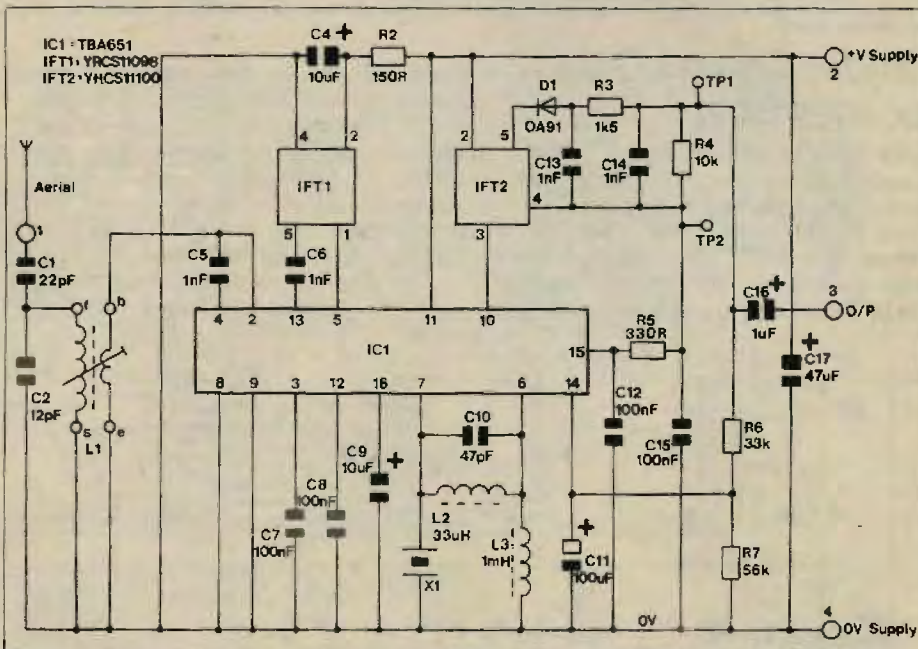 IC1 = TBA651
IFT1: YRCS11098
IFT2: YHCS11100
C4 +
10uF
R2
150R
+V Supply
2
TP1
D1
OA91
R3
1k5
R4
10k
4
2
2
5
C13
1nF
C14
1nF
IFT1
IFT2
4
Aerial
1
5
1
3
TP2
C1
22pF
C5
1nF
C6
1nF
C16 +
1uF
3
O/P
f
b
4
2
13
5
11
10
R5
330R
IC1
15
+
C17
47uF
8
9
3
12
16
7
6
14
C2
12pF
C12
100nF
s
e
L1
C10
47pF
C15
100nF
R6
33k
C9
10uF +
C8
100nF
C7
100nF
L2
33uH
L3
1mH
+
C11
100uF
R7
56k
X1
0V
4
0V Supply